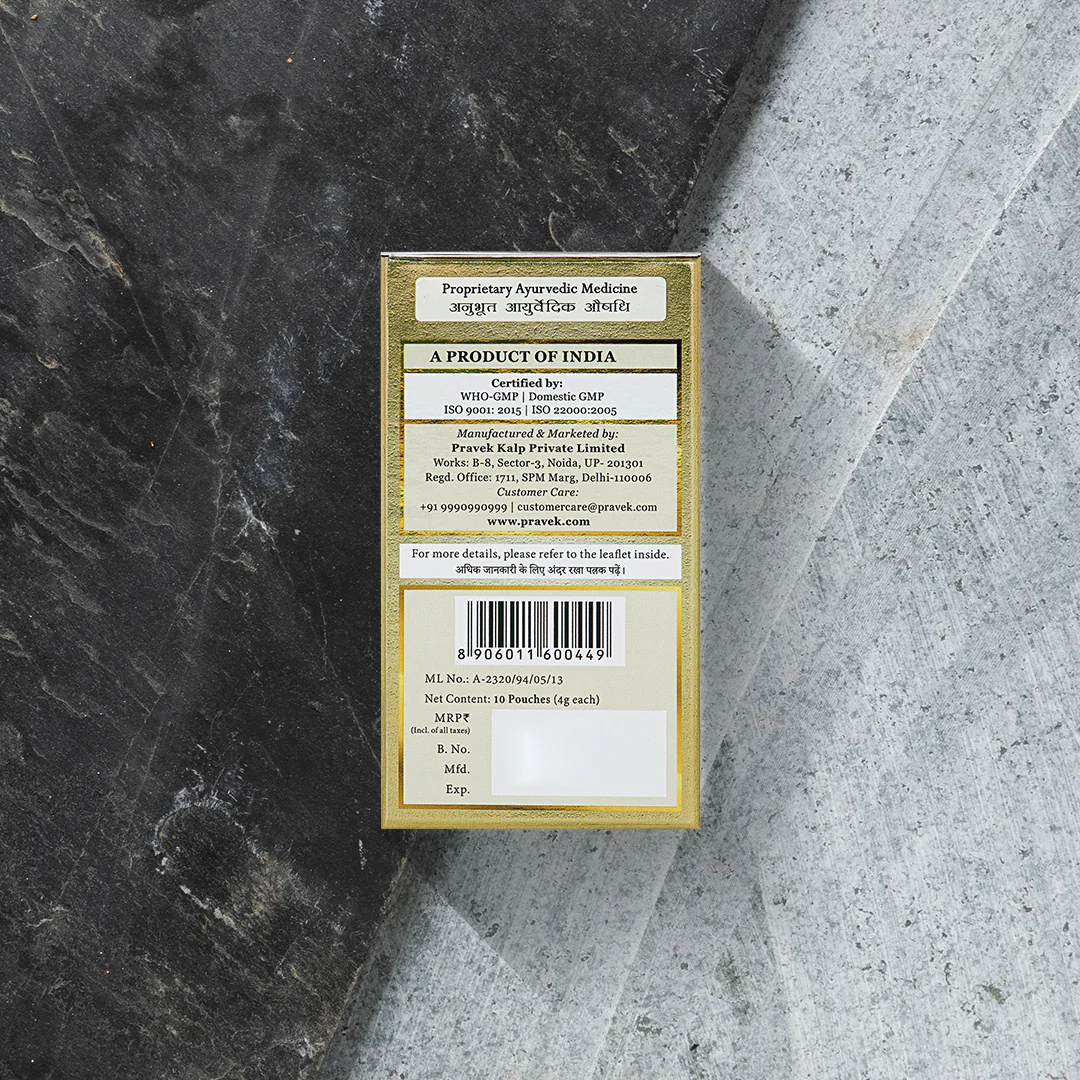 Proprietary Ayurvedic Medicine
अनुभूत आयुर्वेदिक औषधि
A PRODUCT OF INDIA
Certified by:
WHO-GMP | Domestic GMP
ISO 9001: 2015 | ISO 22000:2005
Manufactured & Marketed by:
Pravek Kalp Private Limited
Works: B-8, Sector-3, Noida, UP- 201301
Regd. Office: 1711, SPM Marg, Delhi-110006
Customer Care:
+91 9990990999 | customercare@pravek.com
www.pravek.com
For more details, please refer to the leaflet inside.
अधिक जानकारी के लिए अंदर रखा पत्रक पढ़ें।
8 906011 600449
ML No.: A-2320/94/05/13
Net Content: 10 Pouches (4g each)
MRP₹
(Incl. of all taxes)
B. No.
Mfd.
Exp.